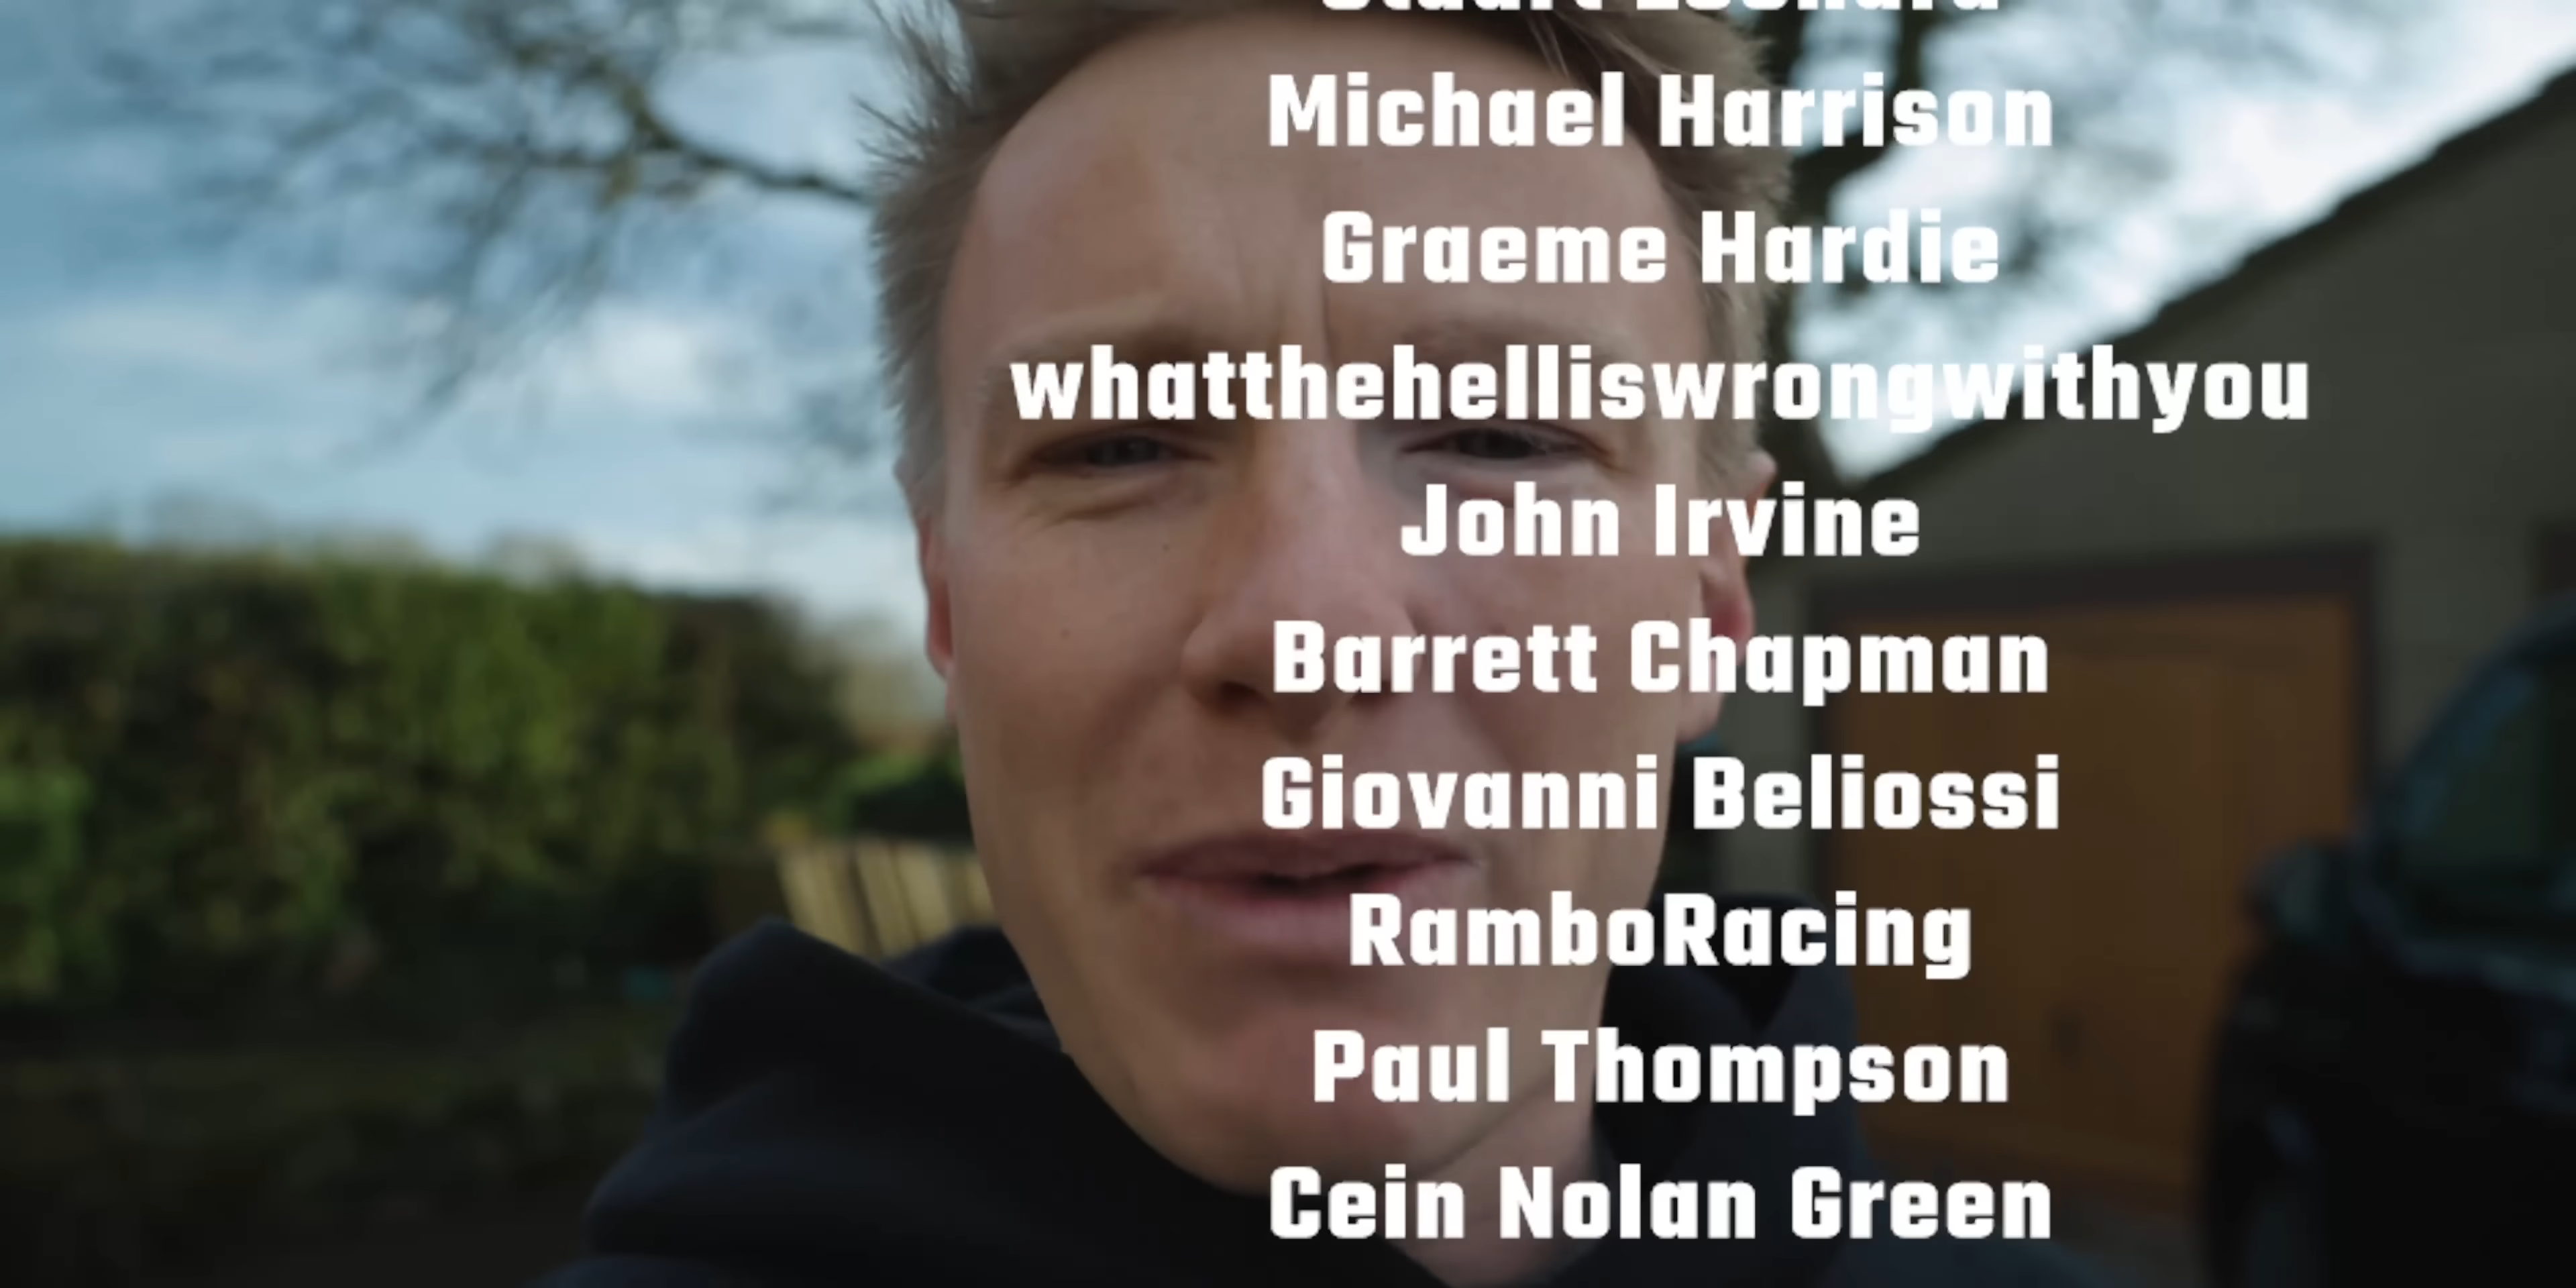 Michael Harrison
Graeme Hardie
whatthehelliswrongwithyou
John Irvine
Barrett Chapman
Giovanni Beliossi
RamboRacing
Paul Thompson
Cein Nolan Green